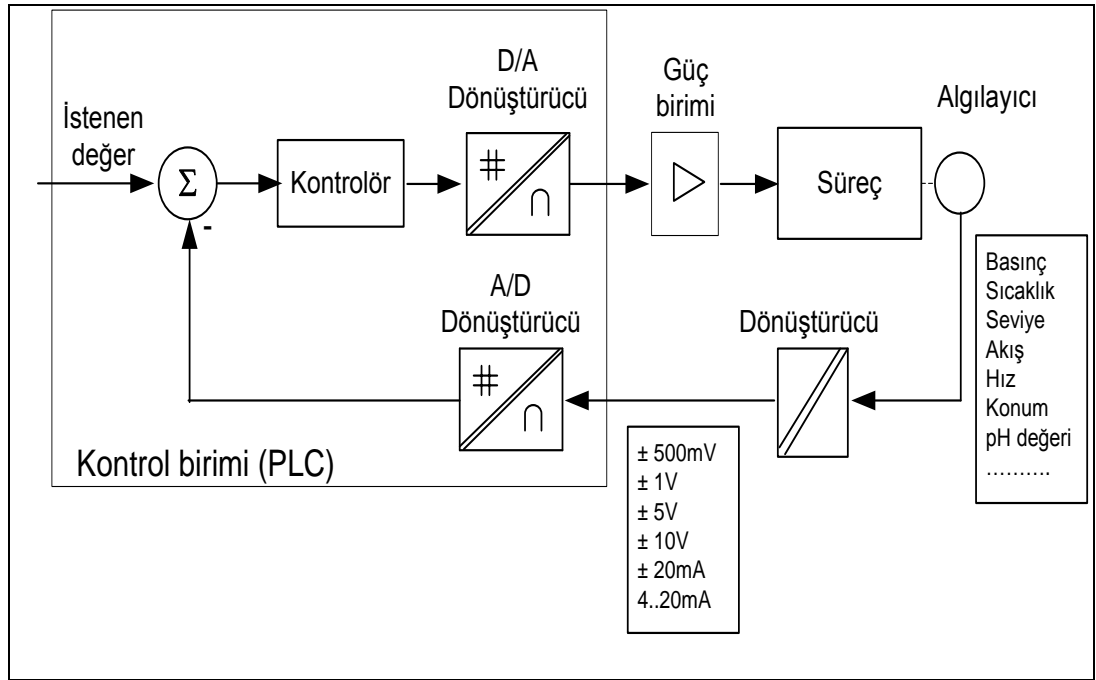 D/A
Dönüştürücü
Güç
birimi
Algılayıcı
İstenen
değer
Σ
Kontrolör
#
∩
Süreç
-
A/D
Dönüştürücü
Dönüştürücü
#
∩
Basınç
Sıcaklık
Seviye
Akış
Hız
Konum
pH değeri
..........
Kontrol birimi (PLC)
± 500mV
± 1V
± 5V
± 10V
± 20mA
4..20mA